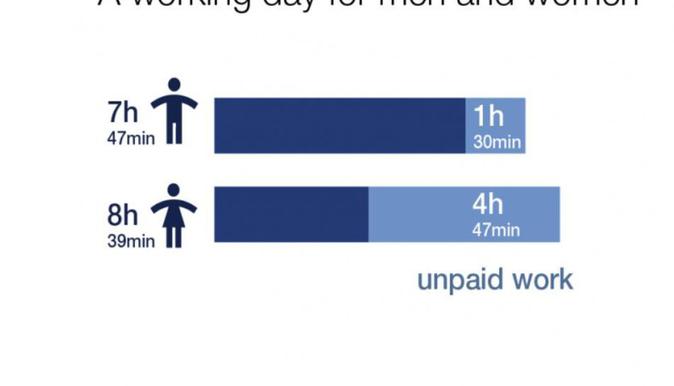 A working day for men and women
7h
47min
1h
30min
8h
39min
4h
47min
unpaid work